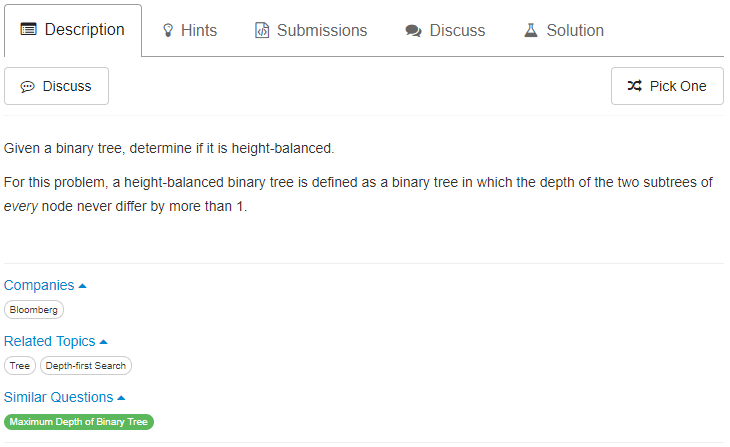 Description Hints Submissions Discuss Solution
Discuss Pick One
Given a binary tree, determine if it is height-balanced.
For this problem, a height-balanced binary tree is defined as a binary tree in which the depth of the two subtrees of
every node never differ by more than 1.
Companies
Bloomberg
Related Topics
Tree Depth-first Search
Similar Questions
Maximum Depth of Binary Tree